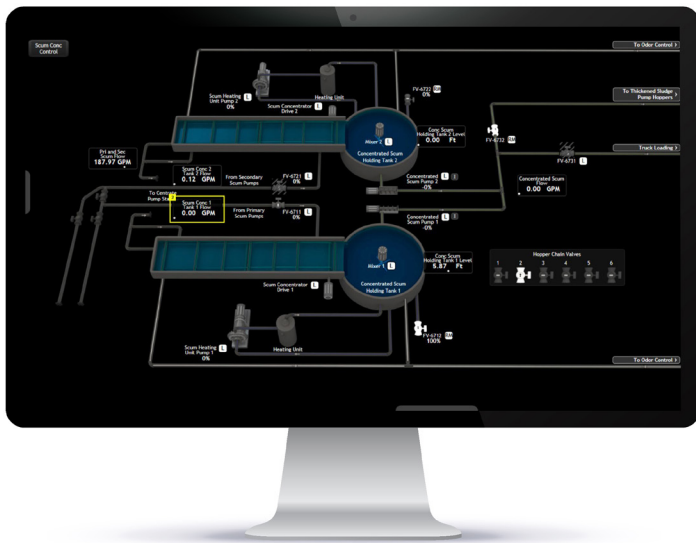 Scum Conc
Control
To Odor Control >
To Thickened Sludge
Pump Hoppers >
Truck Loading >
Scum Heating
Unit Pump 2
0%
L
Heating Unit
Scum Concentrator
Drive 2
L
FV-6722
0%
Mixer 2
L
Concentrated Scum
Holding Tank 2
Conc Scum
Holding Tank 2 Level
0.00 Ft
FV-6732
FV-6731
L
Pri and Sec
Scum Flow
187.97 GPM
Scum Conc 2
Tank 2 Flow
0.12 GPM
From Secondary
Scum Pumps
FV-6721
0%
L
Concentrated
Scum Pump 2
-0%
L
Concentrated Scum
Flow
0.00 GPM
To Centrate
Pump Sta
Scum Conc 1
Tank 1 Flow
0.00 GPM
From Primary
Scum Pumps
FV-6711
0%
L
Concentrated
Scum Pump 1
-0%
L
Mixer 1
L
Concentrated Scum
Holding Tank 1
Conc Scum
Holding Tank 1 Level
5.87 Ft
Hopper Chain Valves
1 2 3 4 5 6
Scum Concentrator
Drive 1
L
Scum Heating
Unit Pump 1
0%
L
Heating Unit
FV-6712
100%
To Odor Control >